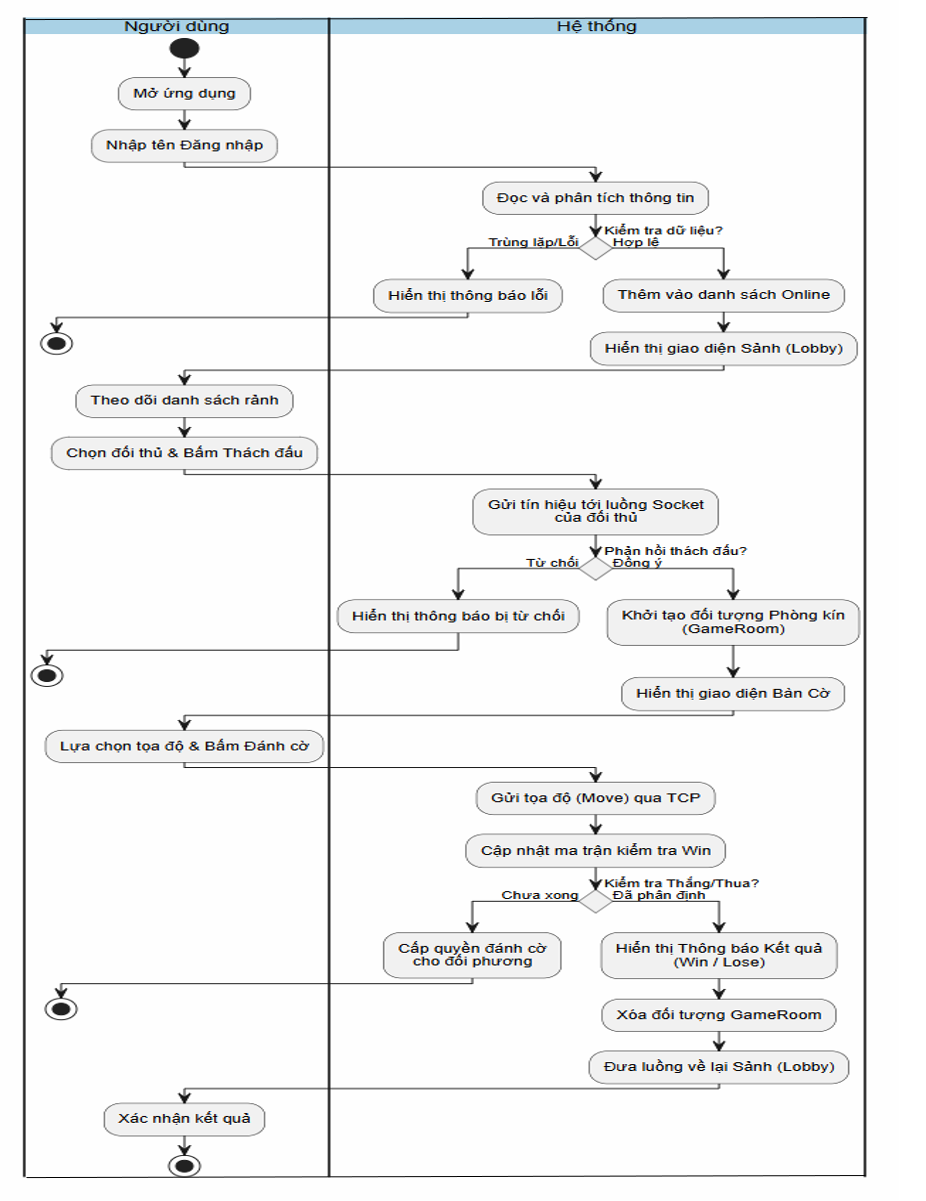 Người dùng
Hệ thống
Mở ứng dụng
Nhập tên Đăng nhập
Đọc và phân tích thông tin
Kiểm tra dữ liệu?
Trùng lặp/Lỗi
Hợp lệ
Hiển thị thông báo lỗi
Thêm vào danh sách Online
Hiển thị giao diện Sảnh (Lobby)
Theo dõi danh sách rảnh
Chọn đối thủ & Bấm Thách đấu
Gửi tín hiệu tới luồng Socket
của đối thủ
Phản hồi thách đấu?
Từ chối
Đồng ý
Hiển thị thông báo bị từ chối
Khởi tạo đối tượng Phòng kín
(GameRoom)
Hiển thị giao diện Bàn Cờ
Lựa chọn tọa độ & Bấm Đánh cờ
Gửi tọa độ (Move) qua TCP
Cập nhật ma trận kiểm tra Win
Kiểm tra Thắng/Thua?
Chưa xong
Đã phân định
Cấp quyền đánh cờ
cho đối phương
Hiển thị Thông báo Kết quả
(Win / Lose)
Xóa đối tượng GameRoom
Đưa luồng về lại Sảnh (Lobby)
Xác nhận kết quả